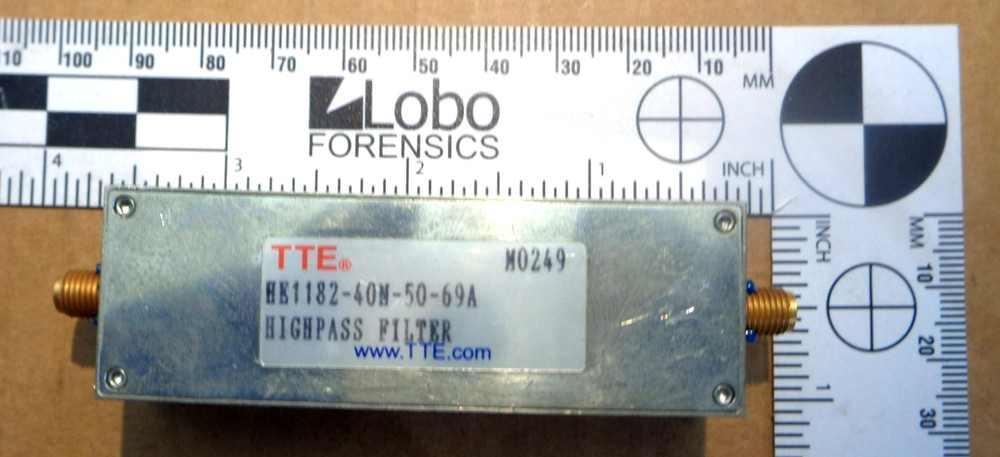 10 100 90 80 70 60 50 40 30 20 10 MM
Lobo
FORENSICS
4 3 2 1 INCH
INCH MM
10
20
1
30
TTE® M0249
HE1182-40M-50-69A
HIGHPASS FILTER
www.TTE.com